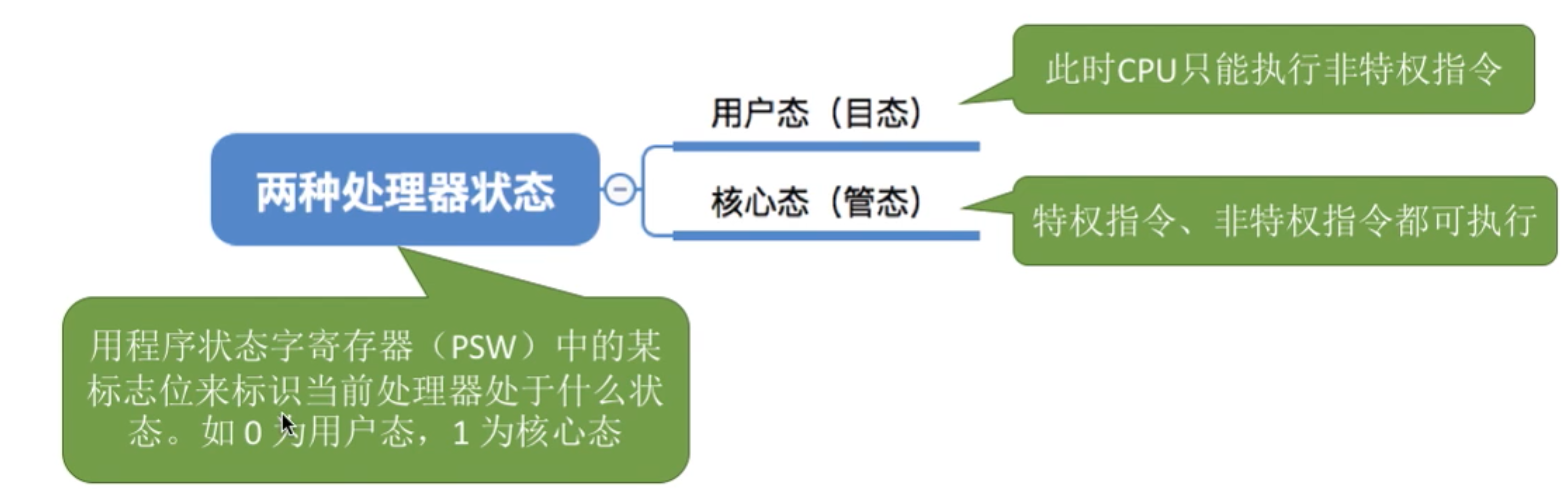 此时CPU只能执行非特权指令
用户态（目态）
两种处理器状态
核心态（管态）
特权指令、非特权指令都可执行
用程序状态字寄存器（PSW）中的某
标志位来标识当前处理器处于什么状
态。如 0 为用户态，1 为核心态